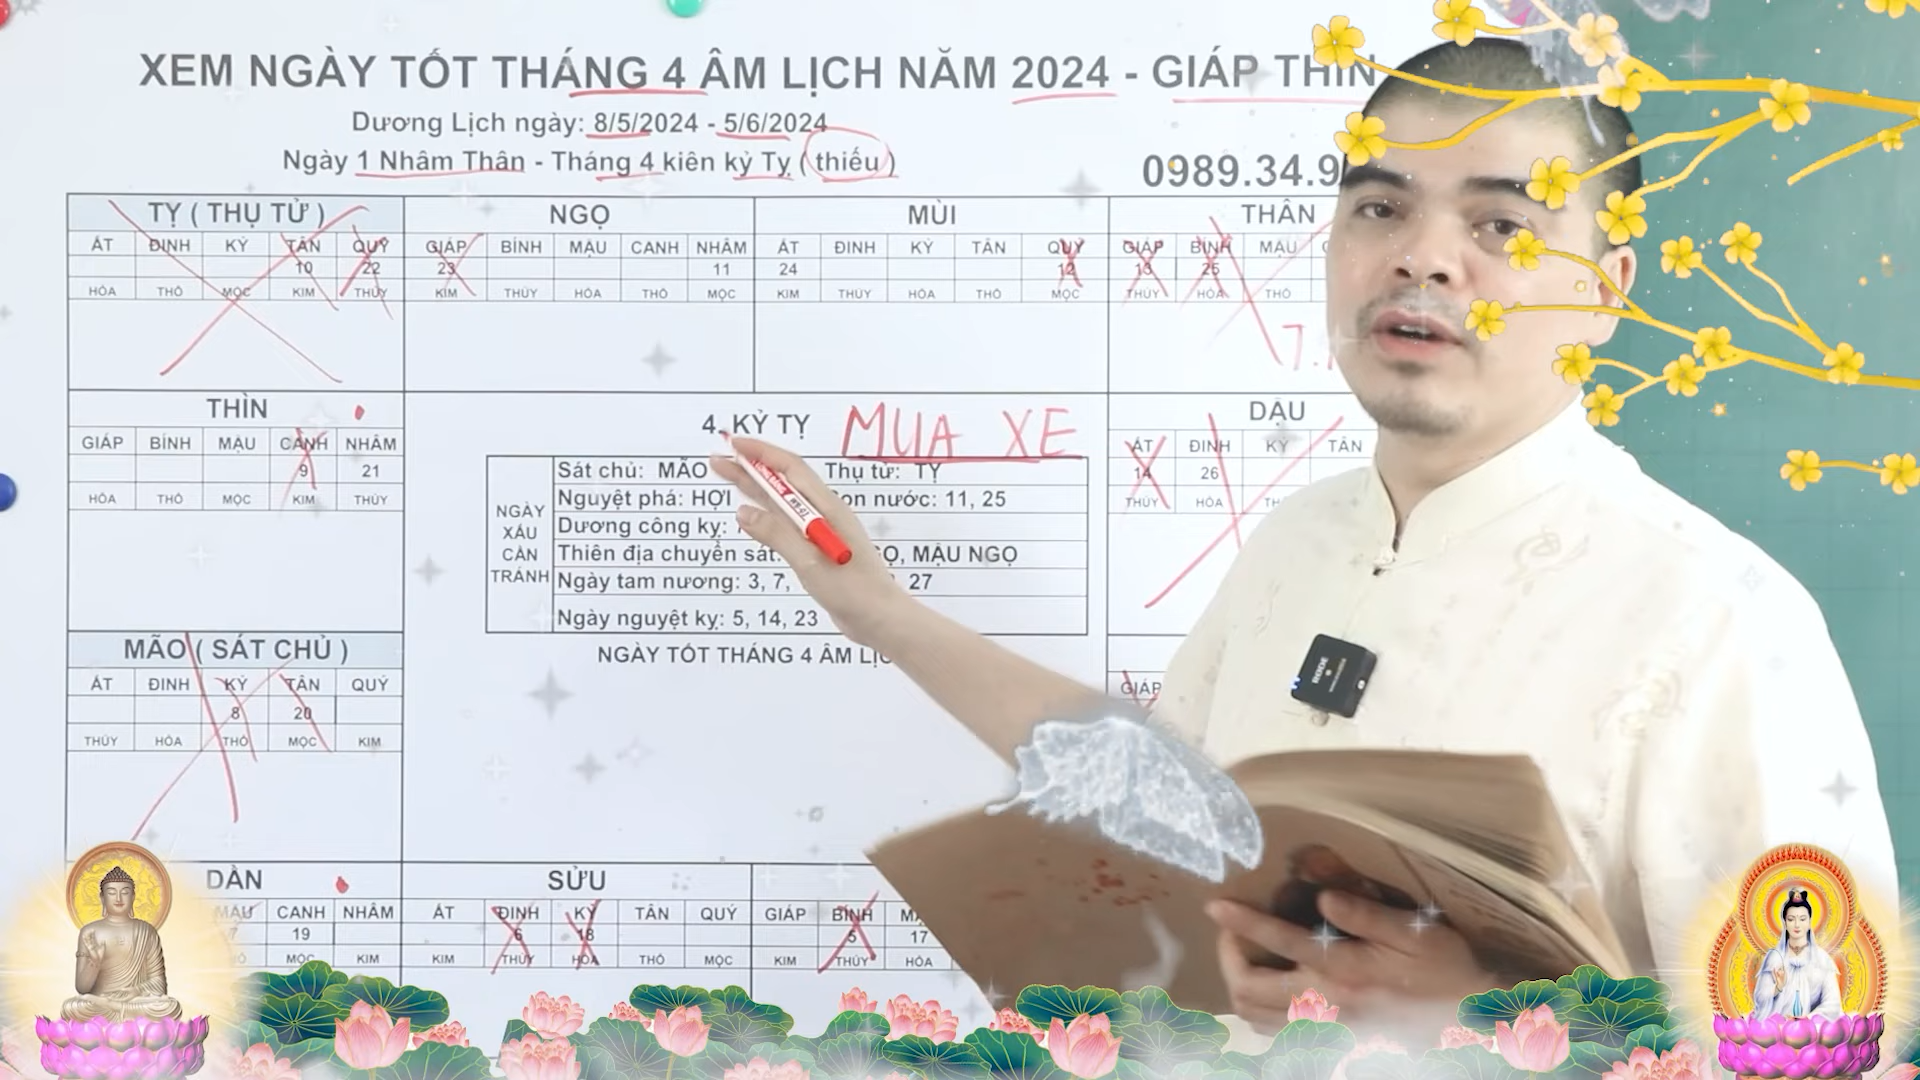 XEM NGÀY TỐT THÁNG 4 ÂM LỊCH NĂM 2024 - GIÁP THÌN
Dương Lịch ngày: 8/5/2024 - 5/6/2024
Ngày 1 Nhâm Thân - Tháng 4 kiên kỷ Tỵ ( thiếu )
0989.34.9
TỴ ( THỤ TỬ ) NGỌ MÙI THÂN
ẤT ĐINH KỶ TÂN QUÝ GIÁP BÍNH MẬU CANH NHÂM ẤT ĐINH KỶ TÂN QUÝ GIÁP BÍNH MẬU
10 22 23 11 24 12 13 25
HỎA THỔ MỘC KIM THỦY KIM THỦY HỎA THỔ MỘC KIM THỦY HỎA THỔ MỘC THỦY HỎA THỔ
7.
THÌN DẬU
GIÁP BÍNH MẬU CANH NHÂM ẤT ĐINH KỶ TÂN
9 21 14 26
HỎA THỔ MỘC KIM THỦY THỦY HỎA
4. KỶ TỴ MUA XE
NGÀY XẤU CẦN TRÁNH
Sát chủ: MÃO Thụ tử: TỴ
Nguyệt phá: HỢI Con nước: 11, 25
Dương công kỵ:
Thiên địa chuyển sát: MẬU NGỌ
Ngày tam nương: 3, 7, 27
Ngày nguyệt kỵ: 5, 14, 23
NGÀY TỐT THÁNG 4 ÂM
MÃO ( SÁT CHỦ )
ẤT ĐINH KỶ TÂN QUÝ GIÁP
8 20
THỦY HỎA THỔ MỘC KIM
DẦN SỬU
MẬU CANH NHÂM ẤT ĐINH KỶ TÂN QUÝ GIÁP BÍNH
7 19 6 18 5 17
MỘC KIM KIM THỦY HỎA THỔ MỘC KIM THỦY HỎA
RODE